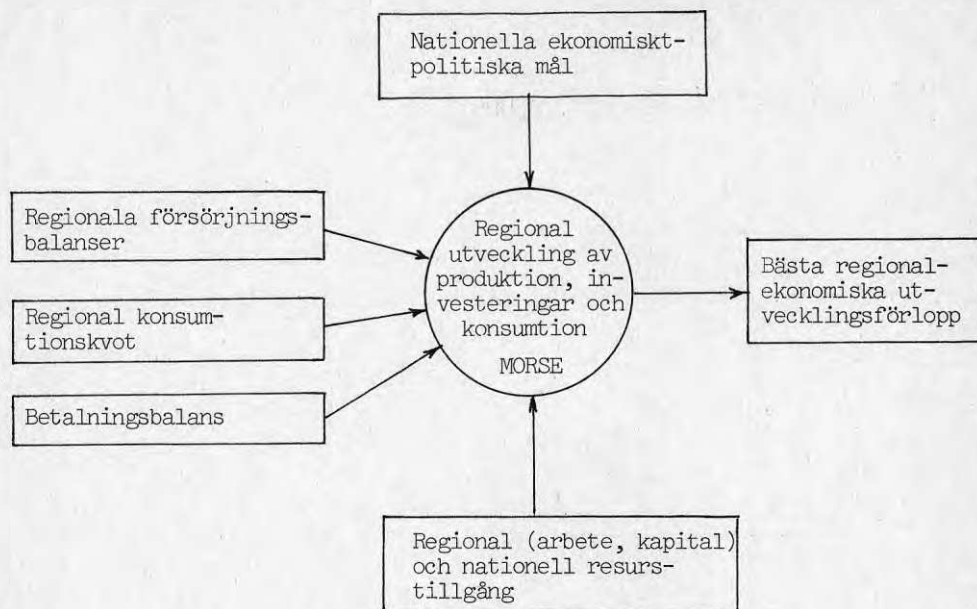 Nationella ekonomiskt-
politiska mål
Regionala försörjnings-
balanser
Regional konsum-
tionskvot
Betalningsbalans
Regional
utveckling av
produktion, in-
vesteringar och
konsumtion
MORSE
Bästa regional-
ekonomiska ut-
vecklingsförlopp
Regional (arbete, kapital)
och nationell resurs-
tillgång